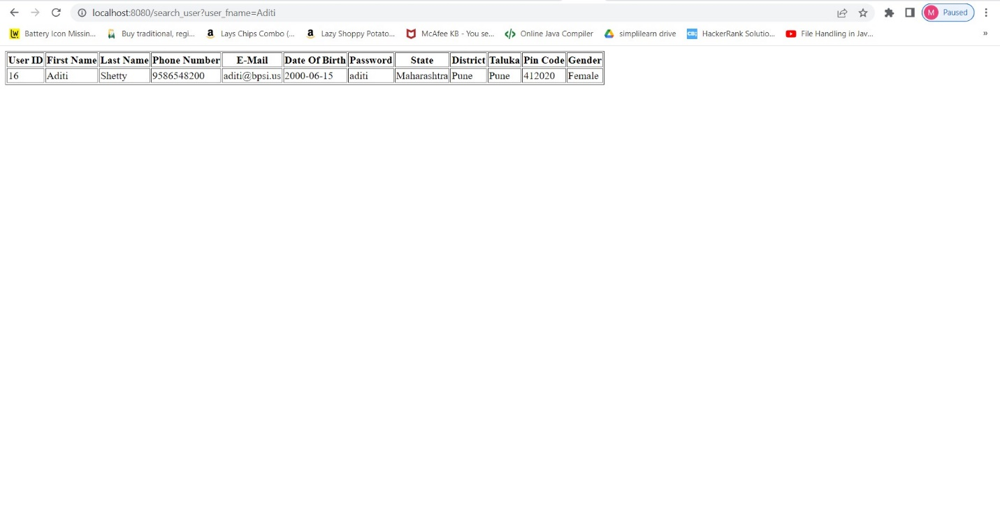 localhost:8080/search_user?user_fname=Aditi
M Paused
LW Battery Icon Missin... Buy traditional, regi... a Lays Chips Combo (... a Lazy Shoppy Potato... McAfee KB - You se... </> Online Java Compiler simplilearn drive CB: HackerRank Solutio... File Handling in Jav... »
User ID First Name Last Name Phone Number E-Mail Date Of Birth Password State District Taluka Pin Code Gender
16 Aditi Shetty 9586548200 aditi@bpsi.us 2000-06-15 aditi Maharashtra Pune Pune 412020 Female